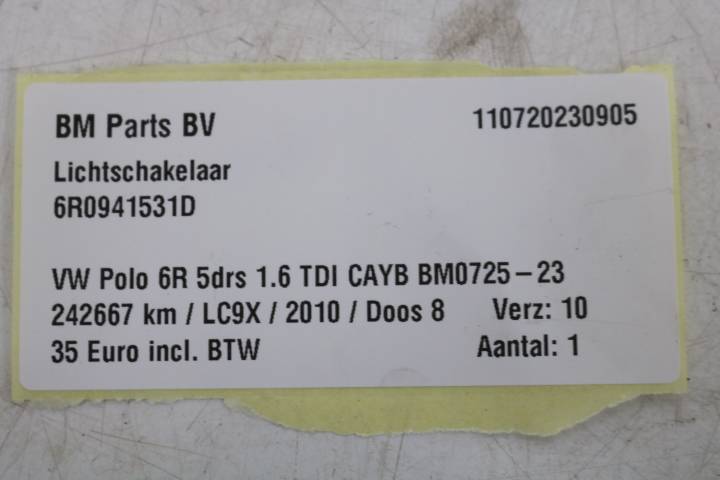 BM Parts BV 110720230905
Lichtschakelaar
6R0941531D
VW Polo 6R 5drs 1.6 TDI CAYB BM0725-23
242667 km / LC9X / 2010 / Doos 8 Verz: 10
35 Euro incl. BTW Aantal: 1